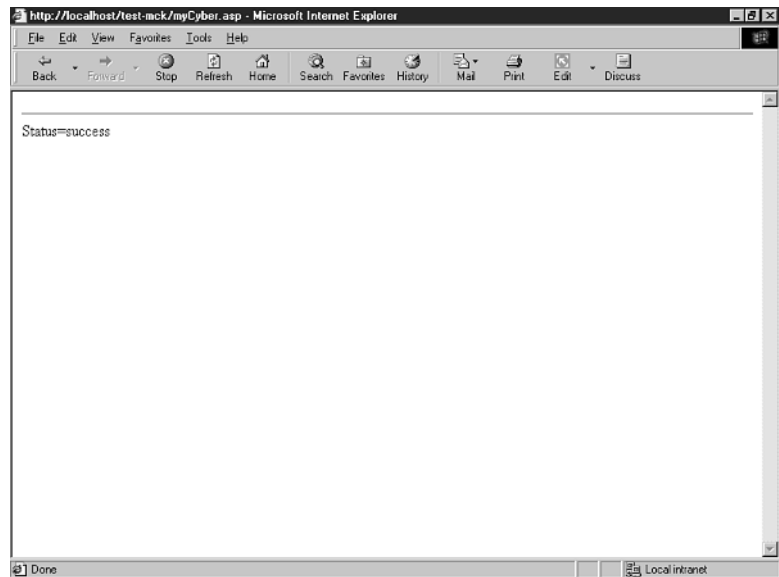 http://localhost/test-mck/myCyber.asp - Microsoft Internet Explorer
File Edit View Favorites Tools Help
Back Forward Stop Refresh Home Search Favorites History Mail Print Edit Discuss
Status=success
Done Local intranet